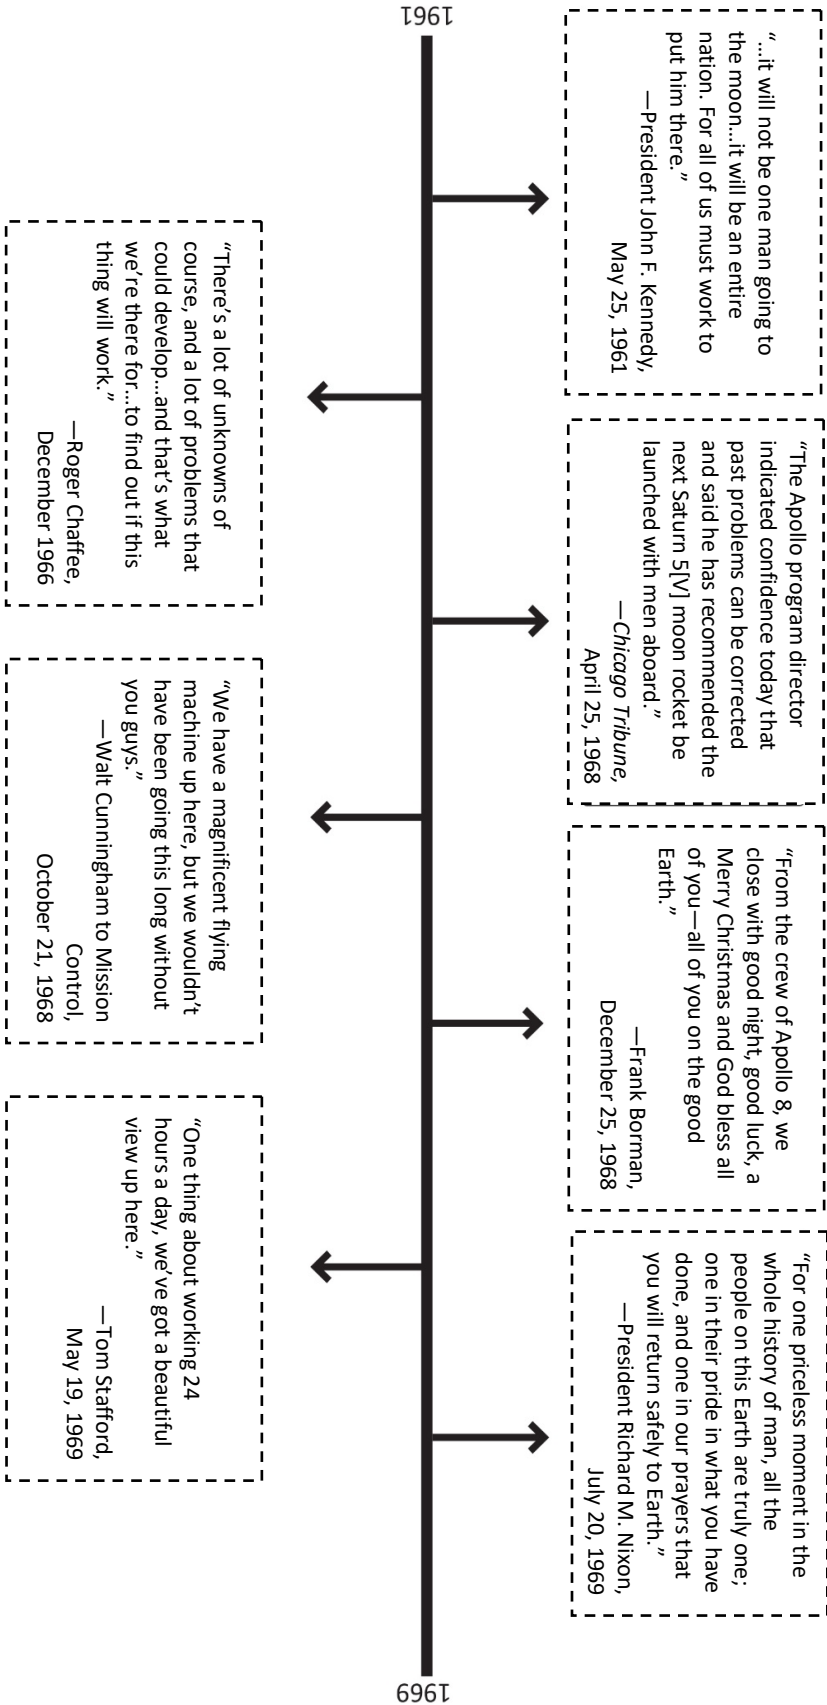 1961
“...it will not be one man going to
the moon...it will be an entire
nation. For all of us must work to
put him there.”
—President John F. Kennedy,
May 25, 1961
“There’s a lot of unknowns of
course, and a lot of problems that
could develop...and that’s what
we’re there for...to find out if this
thing will work.”
—Roger Chaffee,
December 1966
“The Apollo program director
indicated confidence today that
past problems can be corrected
and said he has recommended the
next Saturn 5[V] moon rocket be
launched with men aboard.”
—Chicago Tribune,
April 25, 1968
“We have a magnificent flying
machine up here, but we wouldn’t
have been going this long without
you guys.”
—Walt Cunningham to Mission
Control,
October 21, 1968
“From the crew of Apollo 8, we
close with good night, good luck, a
Merry Christmas and God bless all
of you—all of you on the good
Earth.”
—Frank Borman,
December 25, 1968
“One thing about working 24
hours a day, we’ve got a beautiful
view up here.”
—Tom Stafford,
May 19, 1969
“For one priceless moment in the
whole history of man, all the
people on this Earth are truly one;
one in their pride in what you have
done, and one in our prayers that
you will return safely to Earth.”
—President Richard M. Nixon,
July 20, 1969
1969